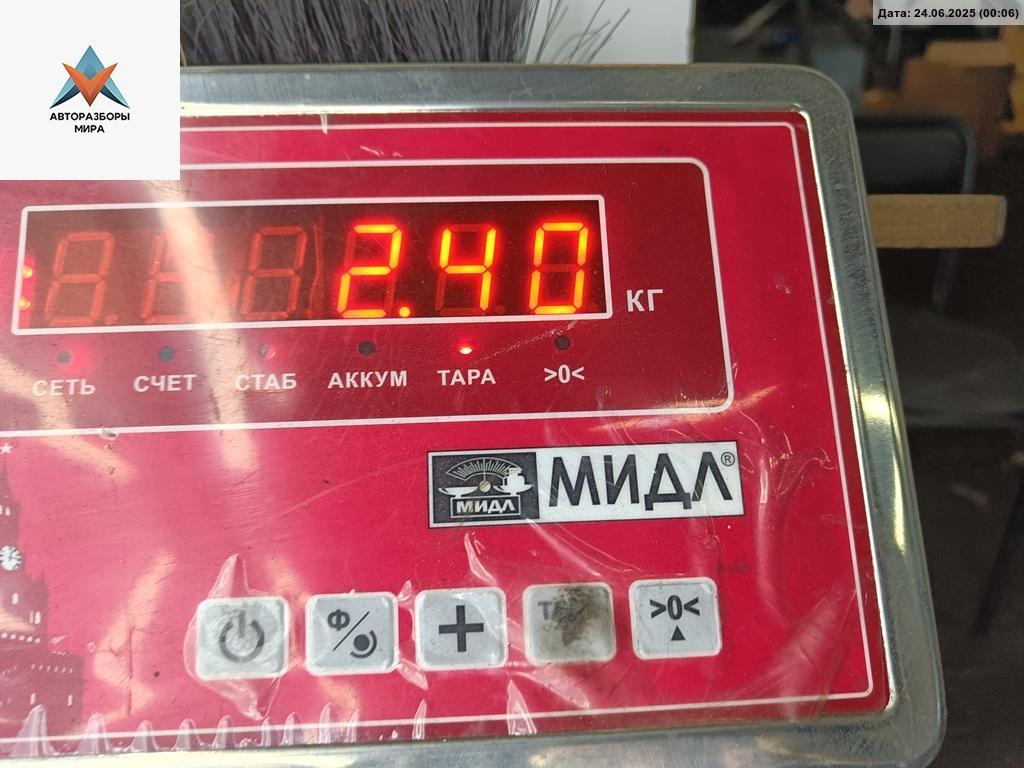 Дата: 24.06.2025 (00:06)
АВТОРАЗБОРЫ
МИРА
2.40
КГ
СЕТЬ СЧЕТ СТАБ АККУМ ТАРА >0<
МИДЛ МИДЛ®
Ф + >0<